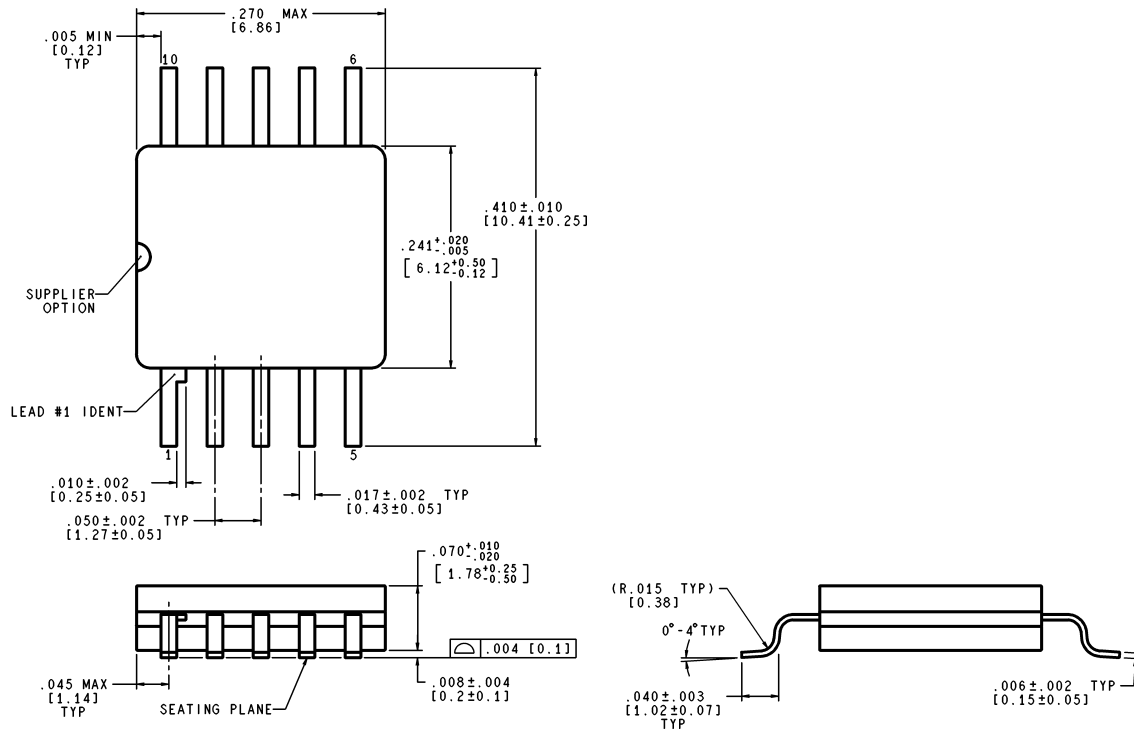 .270 MAX
[6.86]
.005 MIN
[0.12]
TYP
10
6
.410±.010
[10.41±0.25]
.241+.020
-.005
[6.12+0.50
-0.12]
SUPPLIER
OPTION
LEAD #1 IDENT
1
5
.010±.002
[0.25±0.05]
.017±.002 TYP
[0.43±0.05]
.050±.002 TYP
[1.27±0.05]
.070+.010
-.020
[1.78+0.25
-0.50]
.004 [0.1]
.008±.004
[0.2±0.1]
.045 MAX
[1.14]
TYP
SEATING PLANE
(R.015 TYP)
[0.38]
0°-4° TYP
.040±.003
[1.02±0.07]
TYP
.006±.002 TYP
[0.15±0.05]